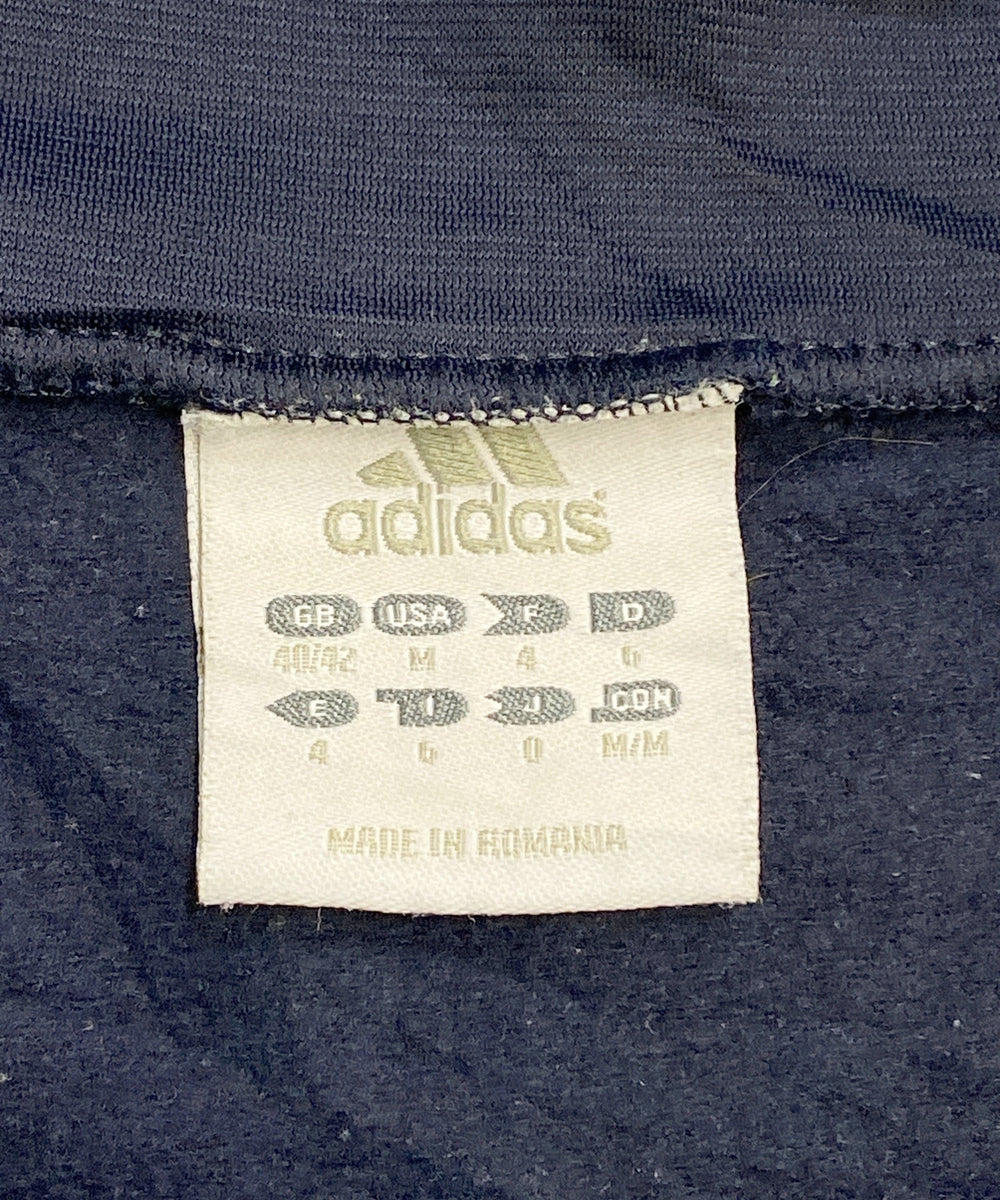 adidas
GB USA F D
40/42 M 4 6
E I J CDN
4 6 O M/M
MADE IN ROMANIA